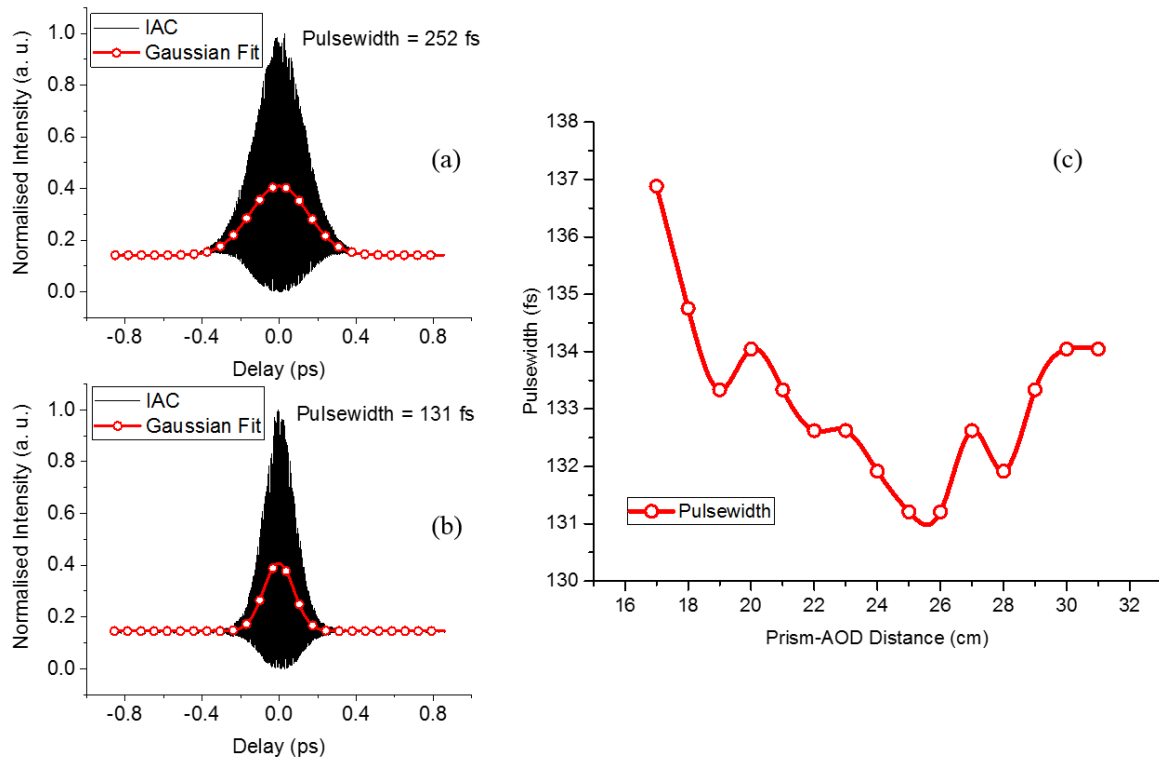 IAC
Gaussian Fit
Pulsewidth = 252 fs
(a)
Normalised Intensity (a. u.)
1.0
0.8
0.6
0.4
0.2
0.0
-0.8 -0.4 0.0 0.4 0.8
Delay (ps)
IAC
Gaussian Fit
Pulsewidth = 131 fs
(b)
Normalised Intensity (a. u.)
1.0
0.8
0.6
0.4
0.2
0.0
-0.8 -0.4 0.0 0.4 0.8
Delay (ps)
(c)
Pulsewidth (fs)
138
137
136
135
134
133
132
131
130
Pulsewidth
16 18 20 22 24 26 28 30 32
Prism-AOD Distance (cm)